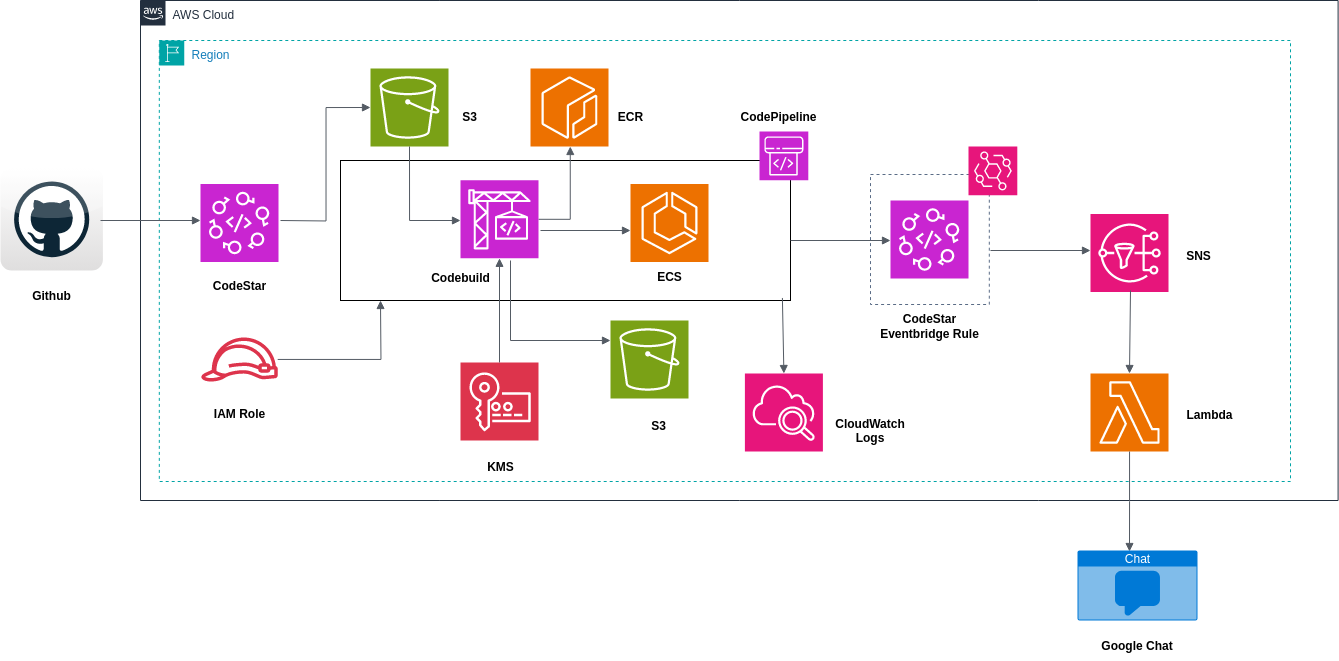 aws
AWS Cloud
Region
S3
ECR
CodePipeline
Github
CodeStar
Codebuild
ECS
CodeStar
Eventbridge Rule
SNS
IAM Role
KMS
S3
CloudWatch
Logs
Lambda
Chat
Google Chat